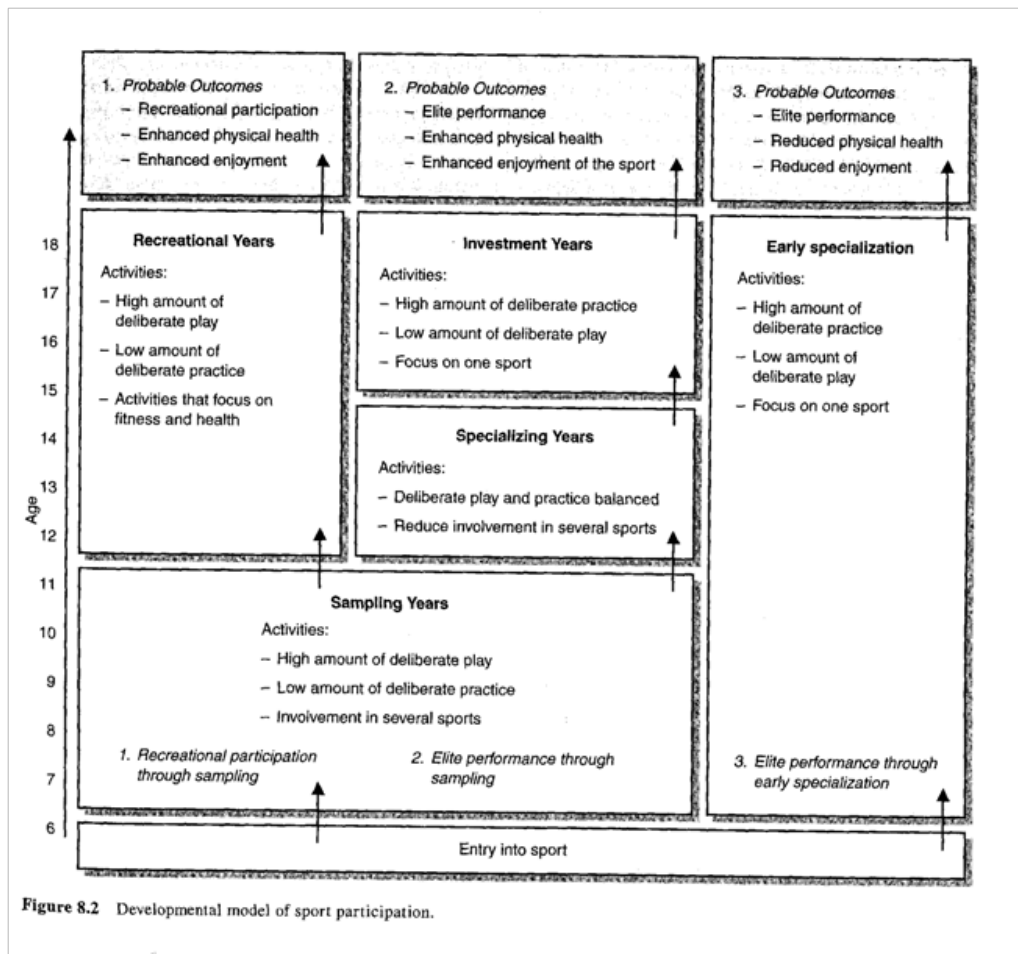 1. Probable Outcomes
– Recreational participation
– Enhanced physical health
– Enhanced enjoyment
2. Probable Outcomes
– Elite performance
– Enhanced physical health
– Enhanced enjoyment of the sport
3. Probable Outcomes
– Elite performance
– Reduced physical health
– Reduced enjoyment
18
17
16
15
14
13
12
11
10
9
8
7
6
Age
Recreational Years
Activities:
– High amount of
deliberate play
– Low amount of
deliberate practice
– Activities that focus on
fitness and health
Investment Years
Activities:
– High amount of deliberate practice
– Low amount of deliberate play
– Focus on one sport
Specializing Years
Activities:
– Deliberate play and practice balanced
– Reduce involvement in several sports
Early specialization
Activities:
– High amount of
deliberate practice
– Low amount of
deliberate play
– Focus on one sport
Sampling Years
Activities:
– High amount of deliberate play
– Low amount of deliberate practice
– Involvement in several sports
1. Recreational participation
through sampling
2. Elite performance through
sampling
3. Elite performance through
early specialization
Entry into sport
Figure 8.2 Developmental model of sport participation.